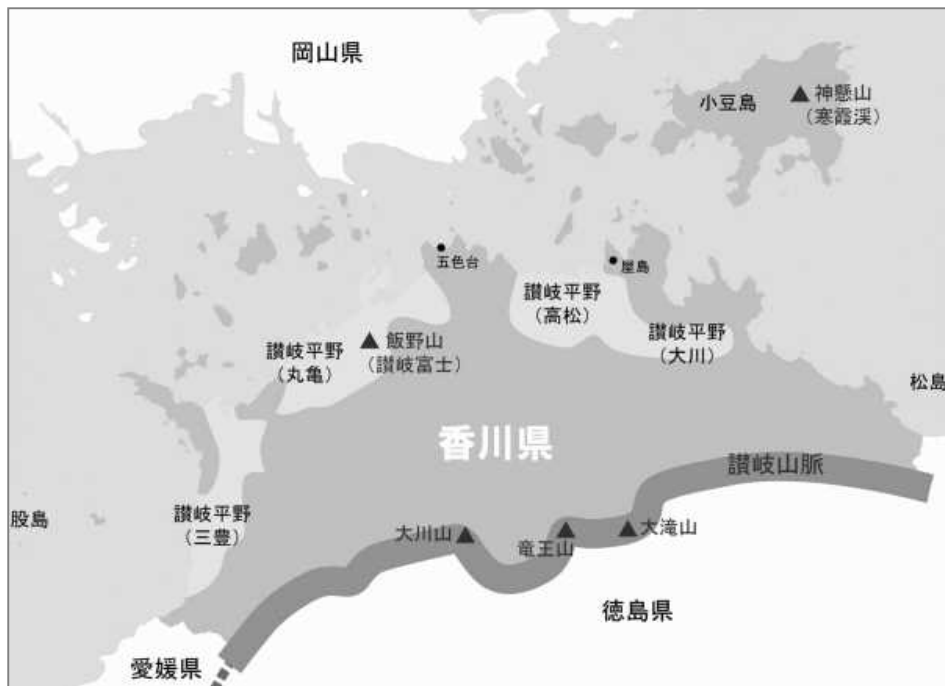 岡山県
小豆島
神懸山
（寒霞渓）
五色台
屋島
讃岐平野
（高松）
讃岐平野
（大川）
飯野山
（讃岐富士）
讃岐平野
（丸亀）
松島
香川県
讃岐山脈
股島
讃岐平野
（三豊）
大川山
竜王山
大滝山
徳島県
愛媛県